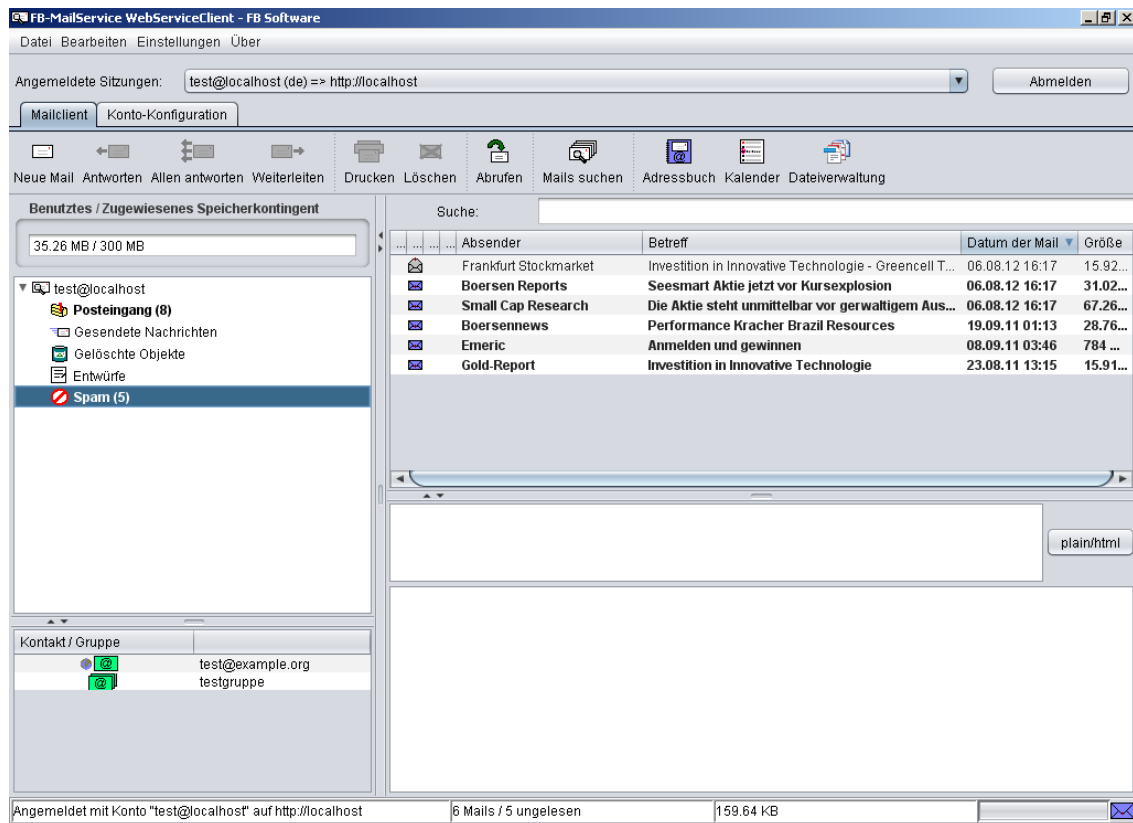 FB-MailService WebServiceClient - FB Software
Datei Bearbeiten Einstellungen Über
Angemeldete Sitzungen: test@localhost (de) => http://localhost Abmelden
Mailclient Konto-Konfiguration
Neue Mail Antworten Allen antworten Weiterleiten Drucken Löschen Abrufen Mails suchen Adressbuch Kalender Dateiverwaltung
Benutztes / Zugewiesenes Speicherkontingent
35.26 MB / 300 MB
test@localhost
Posteingang (8)
Gesendete Nachrichten
Gelöschte Objekte
Entwürfe
Spam (5)
Kontakt / Gruppe
@ test@example.org
@ testgruppe
Suche:
... ... ... ... Absender Betreff Datum der Mail Größe
Frankfurt Stockmarket Investition in Innovative Technologie - Greencell T... 06.08.12 16:17 15.92...
Boersen Reports Seesmart Aktie jetzt vor Kursexplosion 06.08.12 16:17 31.02...
Small Cap Research Die Aktie steht unmittelbar vor gerwaltigem Aus... 06.08.12 16:17 67.26...
Boersennews Performance Kracher Brazil Resources 19.09.11 01:13 28.76...
Emeric Anmelden und gewinnen 08.09.11 03:46 784 ...
Gold-Report Investition in Innovative Technologie 23.08.11 13:15 15.91...
plain/html
Angemeldet mit Konto "test@localhost" auf http://localhost 6 Mails / 5 ungelesen 159.64 KB